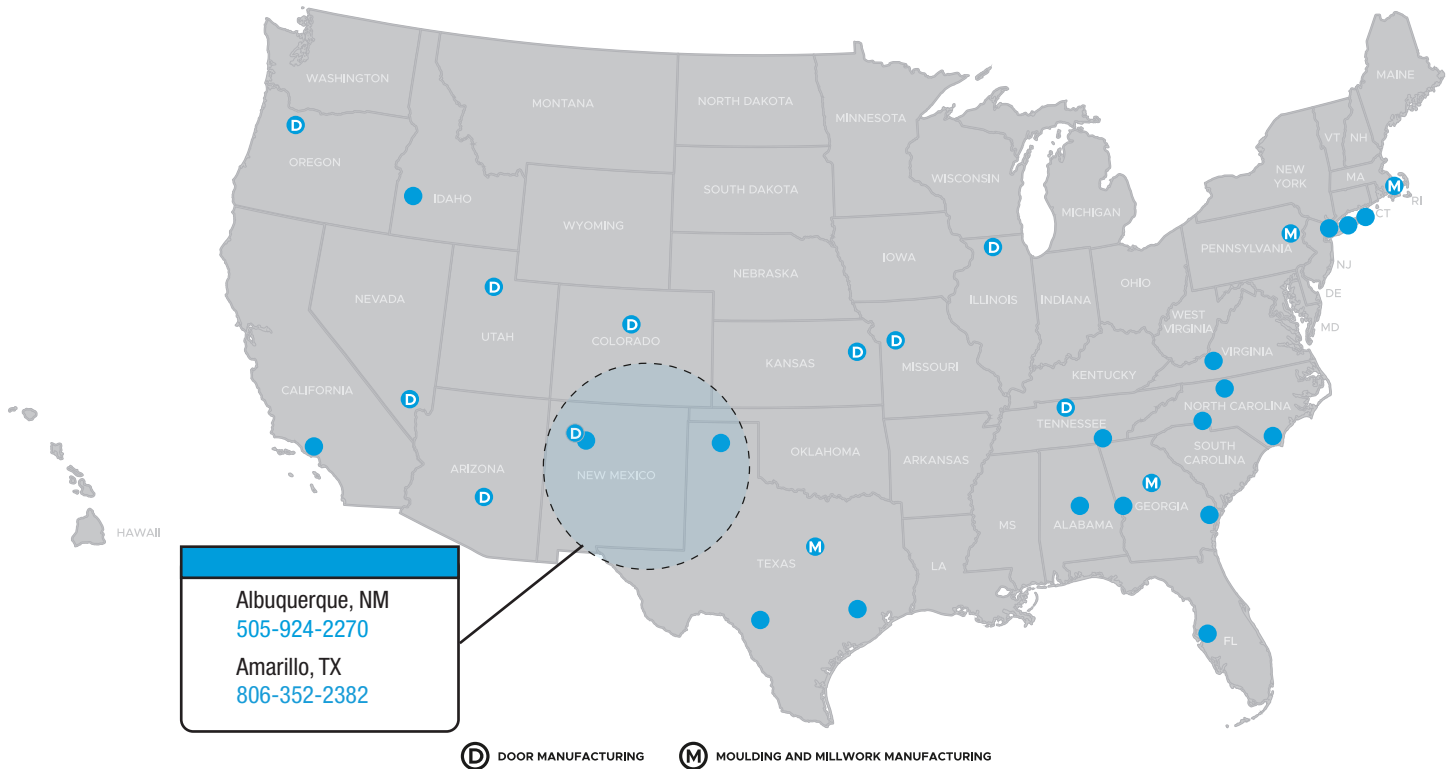 WASHINGTON
MONTANA
NORTH DAKOTA
MINNESOTA
MAINE
D
OREGON
IDAHO
SOUTH DAKOTA
WISCONSIN
MICHIGAN
VT
NH
NEW
YORK
MA
M
RI
CT
WYOMING
IOWA
D
PENNSYLVANIA
M
NJ
NEBRASKA
NEVADA
D
UTAH
D
COLORADO
ILLINOIS
INDIANA
OHIO
DE
MD
WEST
VIRGINIA
VIRGINIA
KANSAS
D
D
MISSOURI
KENTUCKY
CALIFORNIA
D
D
TENNESSEE
NORTH CAROLINA
ARIZONA
D
D
NEW MEXICO
OKLAHOMA
ARKANSAS
SOUTH
CAROLINA
MS
ALABAMA
M
GEORGIA
HAWAII
TEXAS
M
LA
FL
Albuquerque, NM
505-924-2270
Amarillo, TX
806-352-2382
D DOOR MANUFACTURING
M MOULDING AND MILLWORK MANUFACTURING